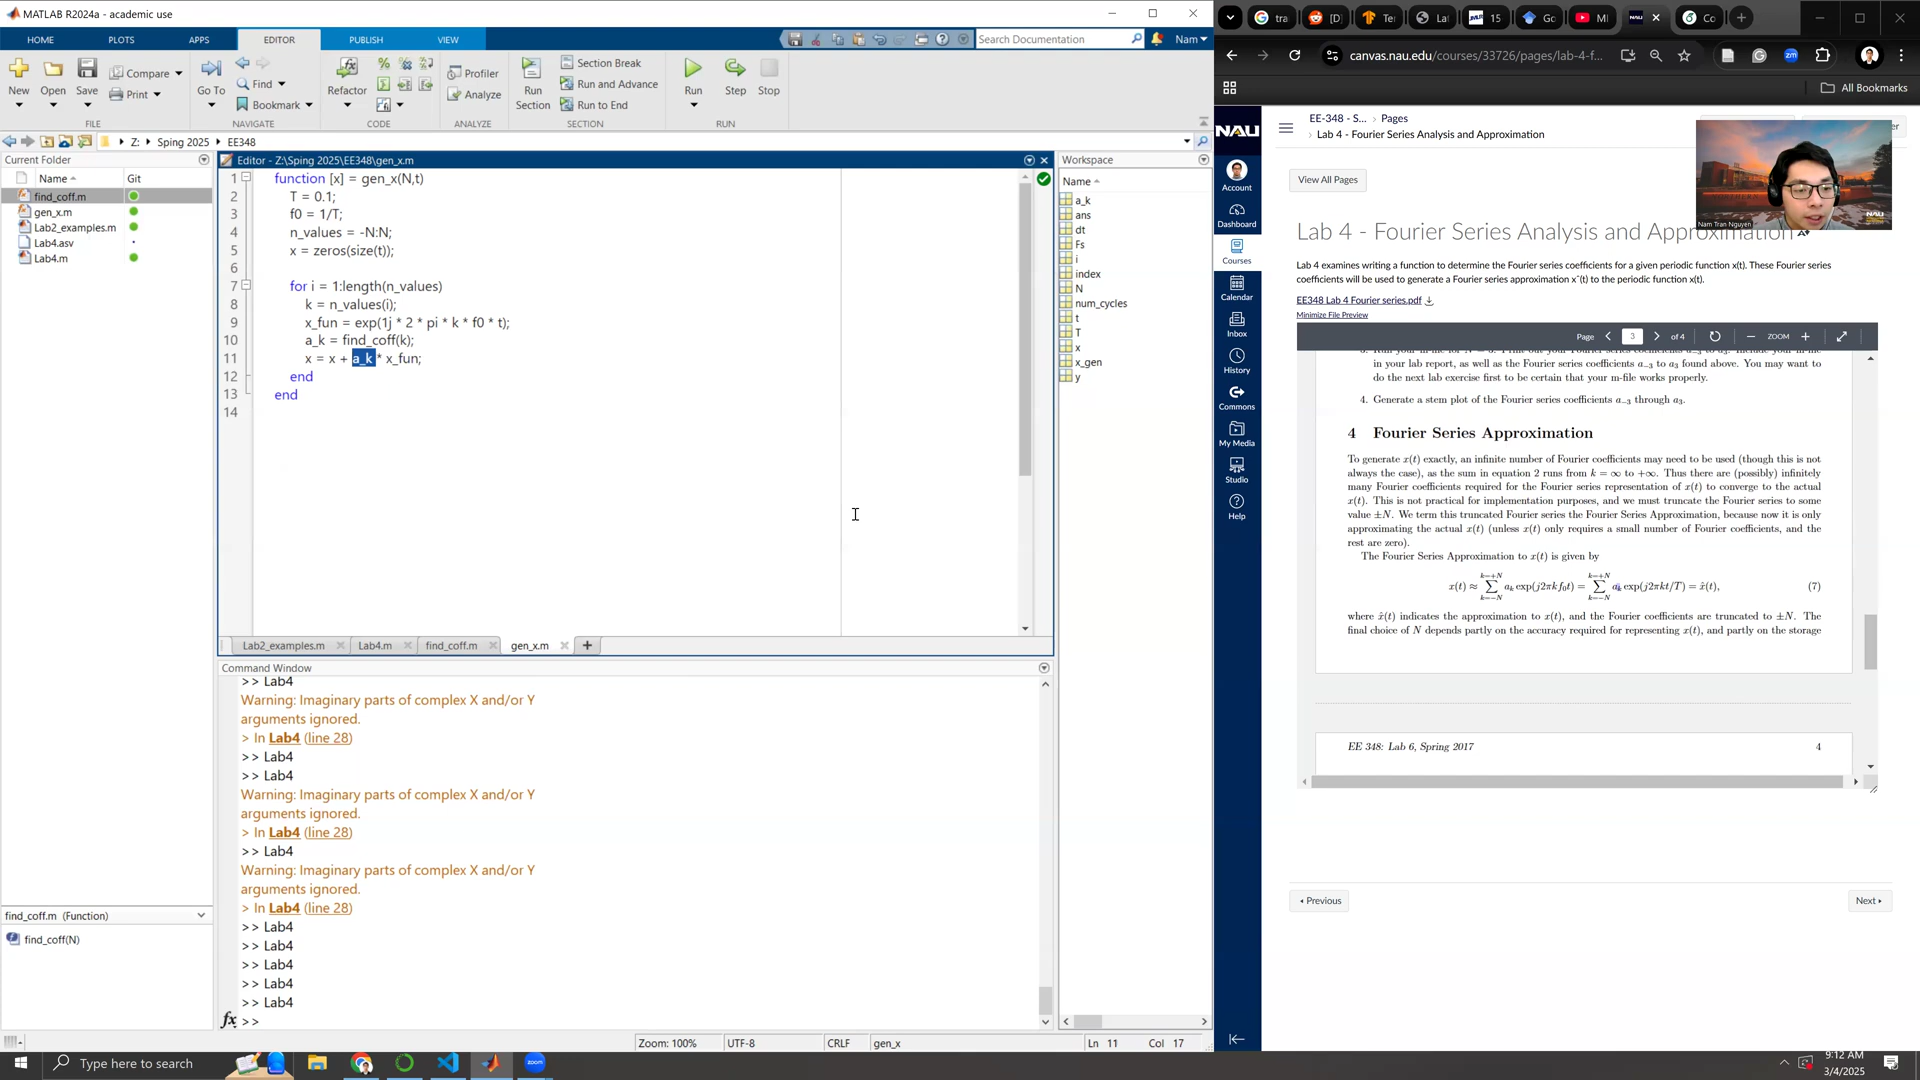 MATLAB R2024a - academic use
HOME
PLOTS
APPS
EDITOR
PUBLISH
VIEW
Search Documentation
Nam
New
Open
Save
Compare
Print
FILE
Go To
Find
Bookmark
NAVIGATE
Refactor
CODE
Profiler
Analyze
ANALYZE
Run
Section
Section Break
Run and Advance
Run to End
SECTION
Run
Step
Stop
RUN
Z:
Sping 2025
EE348
Current Folder
Name
Git
find_coff.m
gen_x.m
Lab2_examples.m
Lab4.asv
Lab4.m
find_coff.m (Function)
find_coff(N)
Editor - Z:\Sping 2025\EE348\gen_x.m
1 function [x] = gen_x(N,t)
2 T = 0.1;
3 f0 = 1/T;
4 n_values = -N:N;
5 x = zeros(size(t));
6
7 for i = 1:length(n_values)
8 k = n_values(i);
9 x_fun = exp(1j * 2 * pi * k * f0 * t);
10 a_k = find_coff(k);
11 x = x + a_k * x_fun;
12 end
13 end
14
Lab2_examples.m
Lab4.m
find_coff.m
gen_x.m
Command Window
>> Lab4
Warning: Imaginary parts of complex X and/or Y
arguments ignored.
> In Lab4 (line 28)
>> Lab4
>> Lab4
Warning: Imaginary parts of complex X and/or Y
arguments ignored.
> In Lab4 (line 28)
>> Lab4
Warning: Imaginary parts of complex X and/or Y
arguments ignored.
> In Lab4 (line 28)
>> Lab4
>> Lab4
>> Lab4
>> Lab4
>> Lab4
fx >>
Workspace
Name
a_k
ans
dt
Fs
i
index
N
num_cycles
t
T
x
x_gen
y
Zoom: 100%
UTF-8
CRLF
gen_x
Ln 11
Col 17
tra
[D]
Ter
Lal
15
Go
MI
NAU
Co
canvas.nau.edu/courses/33726/pages/lab-4-f...
All Bookmarks
NAU
Account
Dashboard
Courses
Calendar
Inbox
History
Commons
My Media
Studio
Help
EE-348 - S... › Pages
› Lab 4 - Fourier Series Analysis and Approximation
View All Pages
Nam Tran Nguyen
NAU
Lab 4 - Fourier Series Analysis and Approximation
Lab 4 examines writing a function to determine the Fourier series coefficients for a given periodic function x(t). These Fourier series
coefficients will be used to generate a Fourier series approximation xˆ(t) to the periodic function x(t).
EE348 Lab 4 Fourier series.pdf
Minimize File Preview
Page 3 of 4
ZOOM
in your lab report, as well as the Fourier series coefficients a₋₃ to a₃ found above. You may want to
do the next lab exercise first to be certain that your m-file works properly.
4. Generate a stem plot of the Fourier series coefficients a₋₃ through a₃.
4 Fourier Series Approximation
To generate x(t) exactly, an infinite number of Fourier coefficients may need to be used (though this is not
always the case), as the sum in equation 2 runs from k = ∞ to +∞. Thus there are (possibly) infinitely
many Fourier coefficients required for the Fourier series representation of x(t) to converge to the actual
x(t). This is not practical for implementation purposes, and we must truncate the Fourier series to some
value ±N. We term this truncated Fourier series the Fourier Series Approximation, because now it is only
approximating the actual x(t) (unless x(t) only requires a small number of Fourier coefficients, and the
rest are zero).
The Fourier Series Approximation to x(t) is given by
x(t) ≈ ∑_{k=−N}^{k=+N} a_k exp(j2πkf₀t) = ∑_{k=−N}^{k=+N} a_k exp(j2πkt/T) = x̂(t), (7)
where x̂(t) indicates the approximation to x(t), and the Fourier coefficients are truncated to ±N. The
final choice of N depends partly on the accuracy required for representing x(t), and partly on the storage
EE 348: Lab 6, Spring 2017 4
Previous
Next
Type here to search
zoom
9:12 AM
3/4/2025